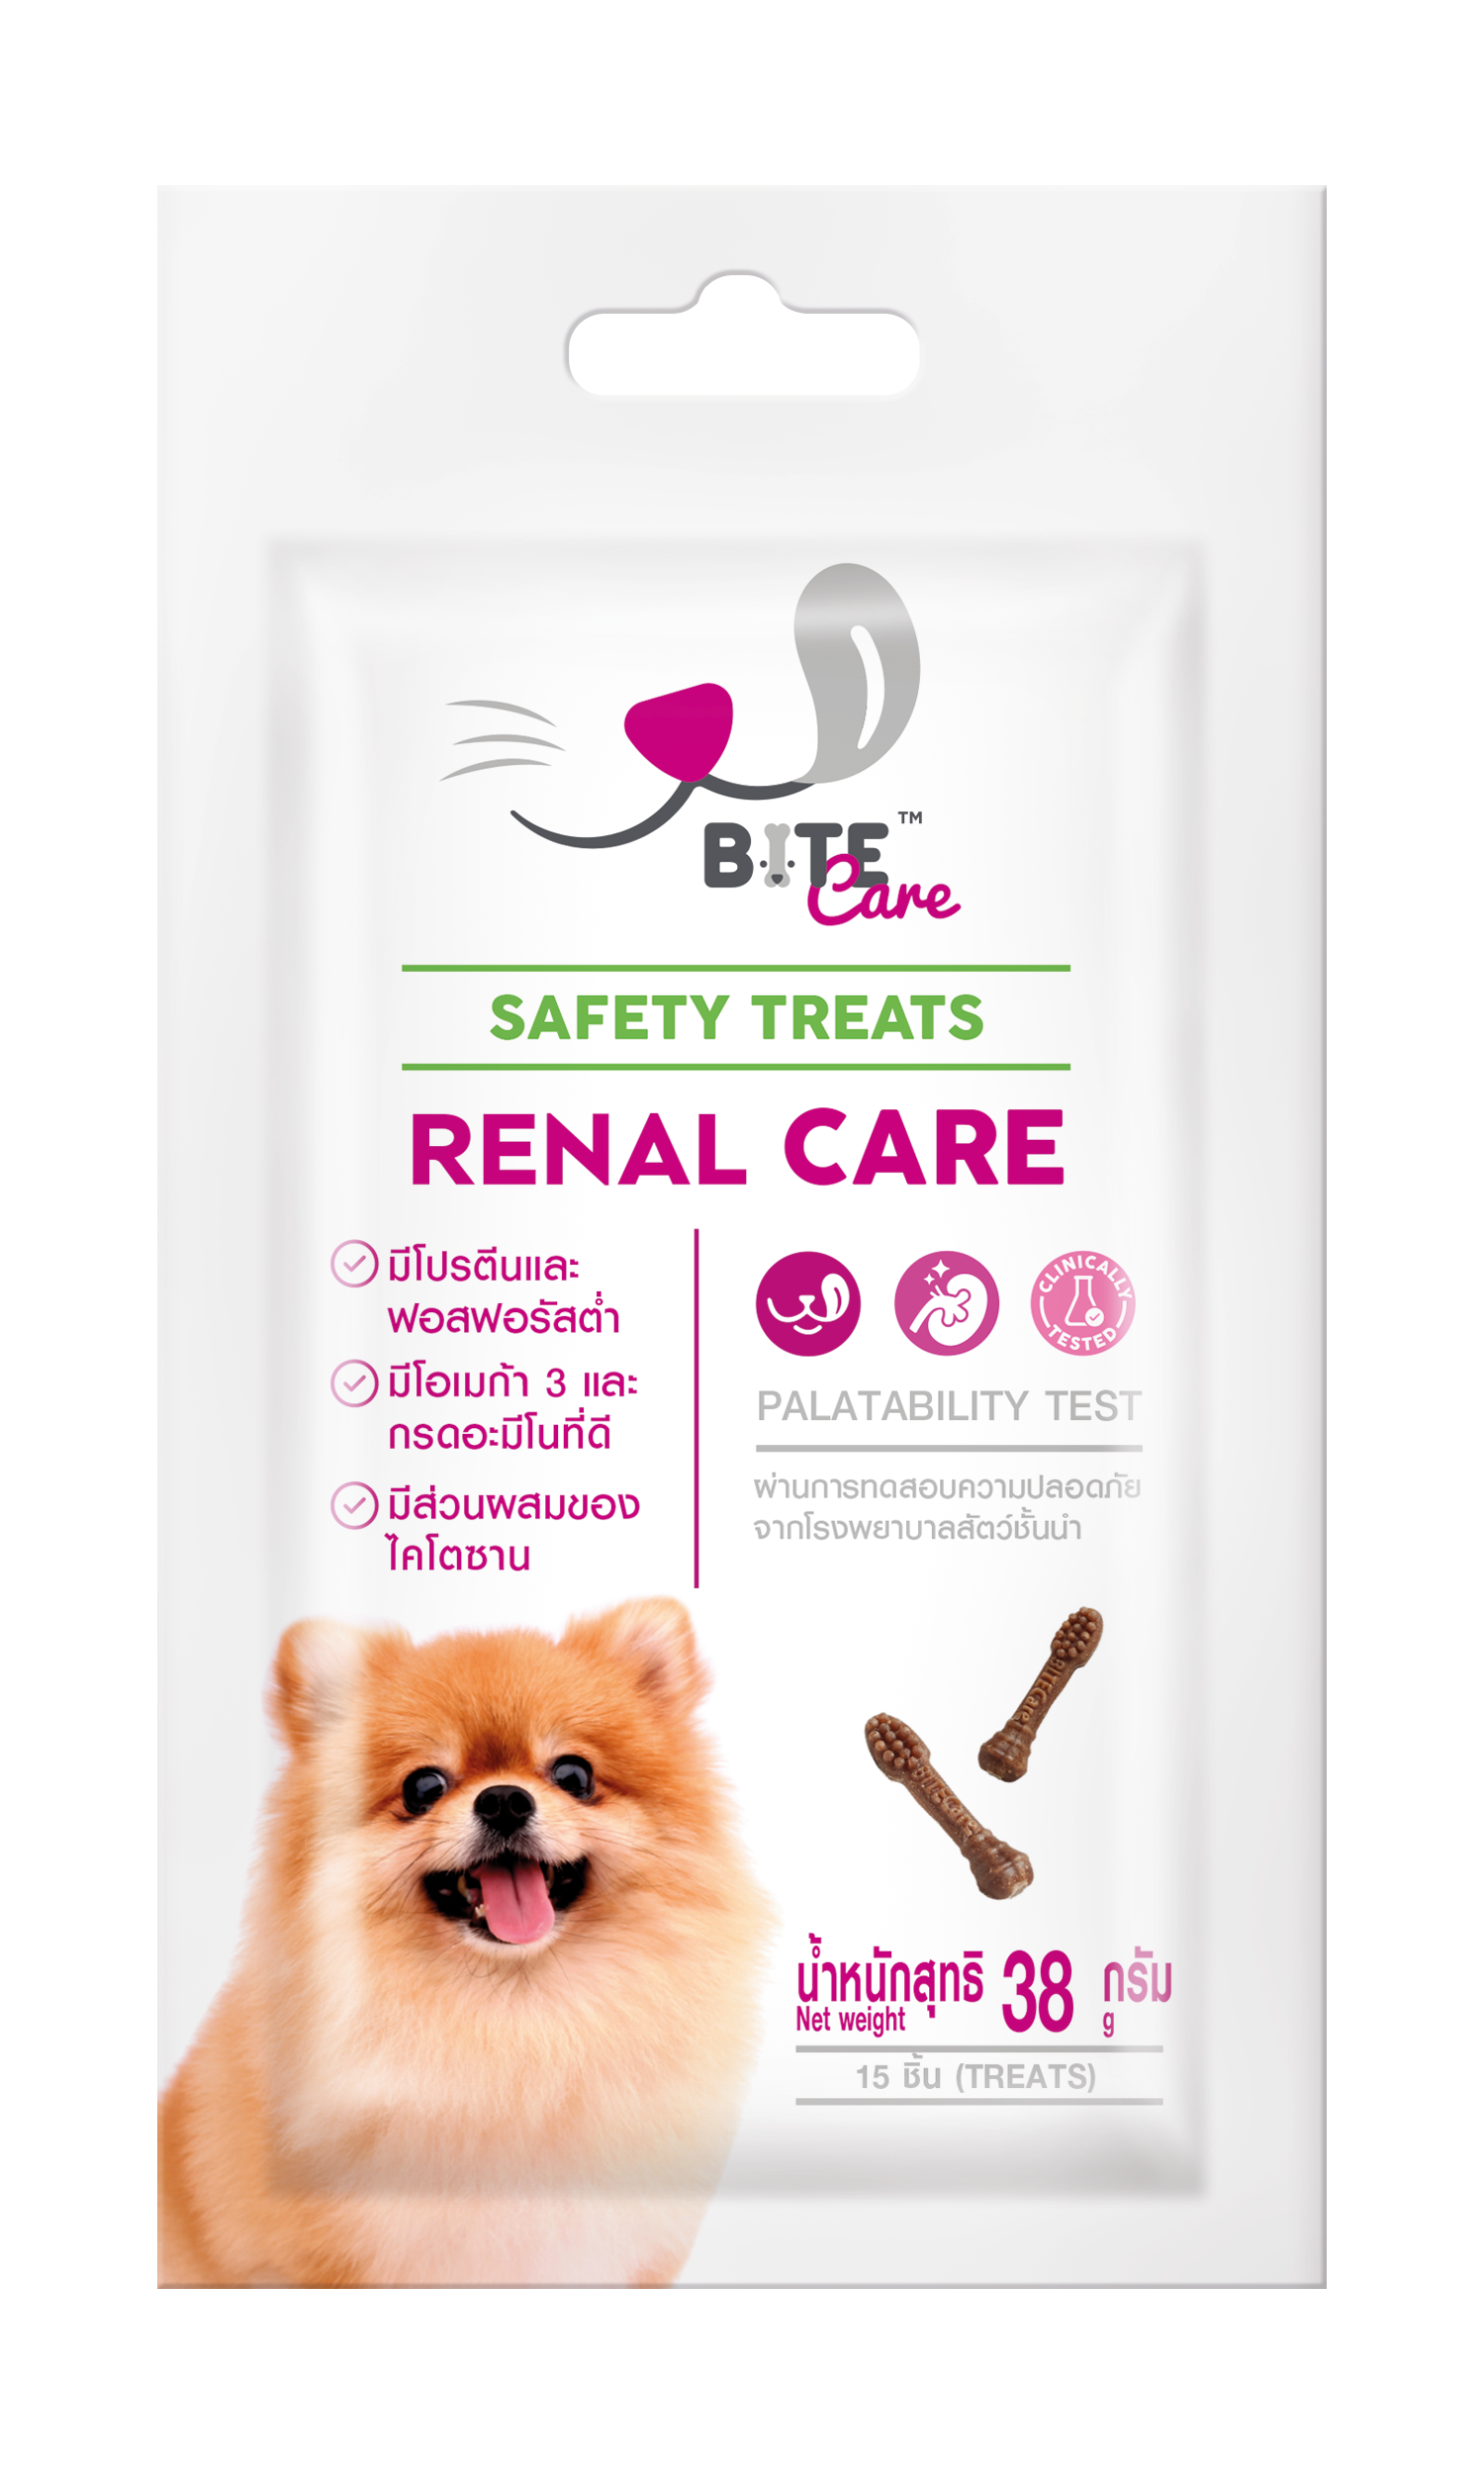 BITE™
Care
SAFETY TREATS
RENAL CARE
มีโปรตีนและ
ฟอสฟอรัสต่ำ
มีโอเมก้า 3 และ
กรดอะมีโนที่ดี
มีส่วนผสมของ
ไคโตซาน
CLINICALLY
TESTED
PALATABILITY TEST
ผ่านการทดสอบความปลอดภัย
จากโรงพยาบาลสัตว์ชั้นนำ
BITECare
BITECare
น้ำหนักสุทธิ 38 กรัม
Net weight g
15 ชิ้น (TREATS)